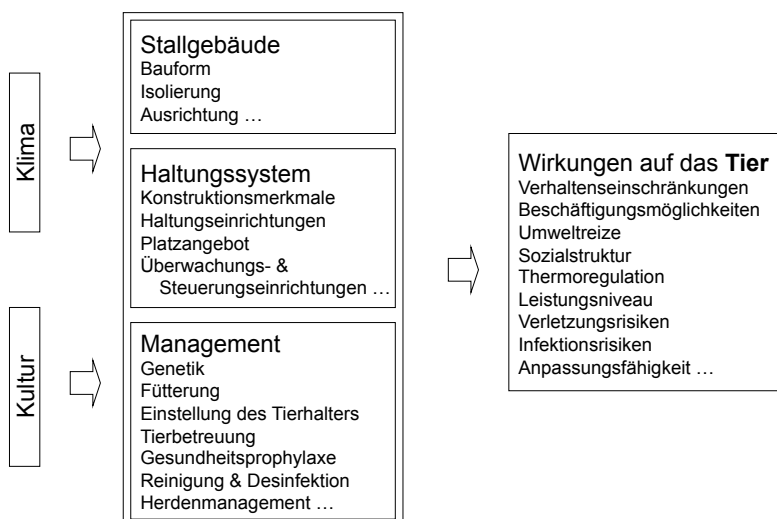 Klima
Kultur
Stallgebäude
Bauform
Isolierung
Ausrichtung …
Haltungssystem
Konstruktionsmerkmale
Haltungseinrichtungen
Platzangebot
Überwachungs- &
Steuerungseinrichtungen …
Management
Genetik
Fütterung
Einstellung des Tierhalters
Tierbetreuung
Gesundheitsprophylaxe
Reinigung & Desinfektion
Herdenmanagement …
Wirkungen auf das Tier
Verhaltenseinschränkungen
Beschäftigungsmöglichkeiten
Umweltreize
Sozialstruktur
Thermoregulation
Leistungsniveau
Verletzungsrisiken
Infektionsrisiken
Anpassungsfähigkeit …